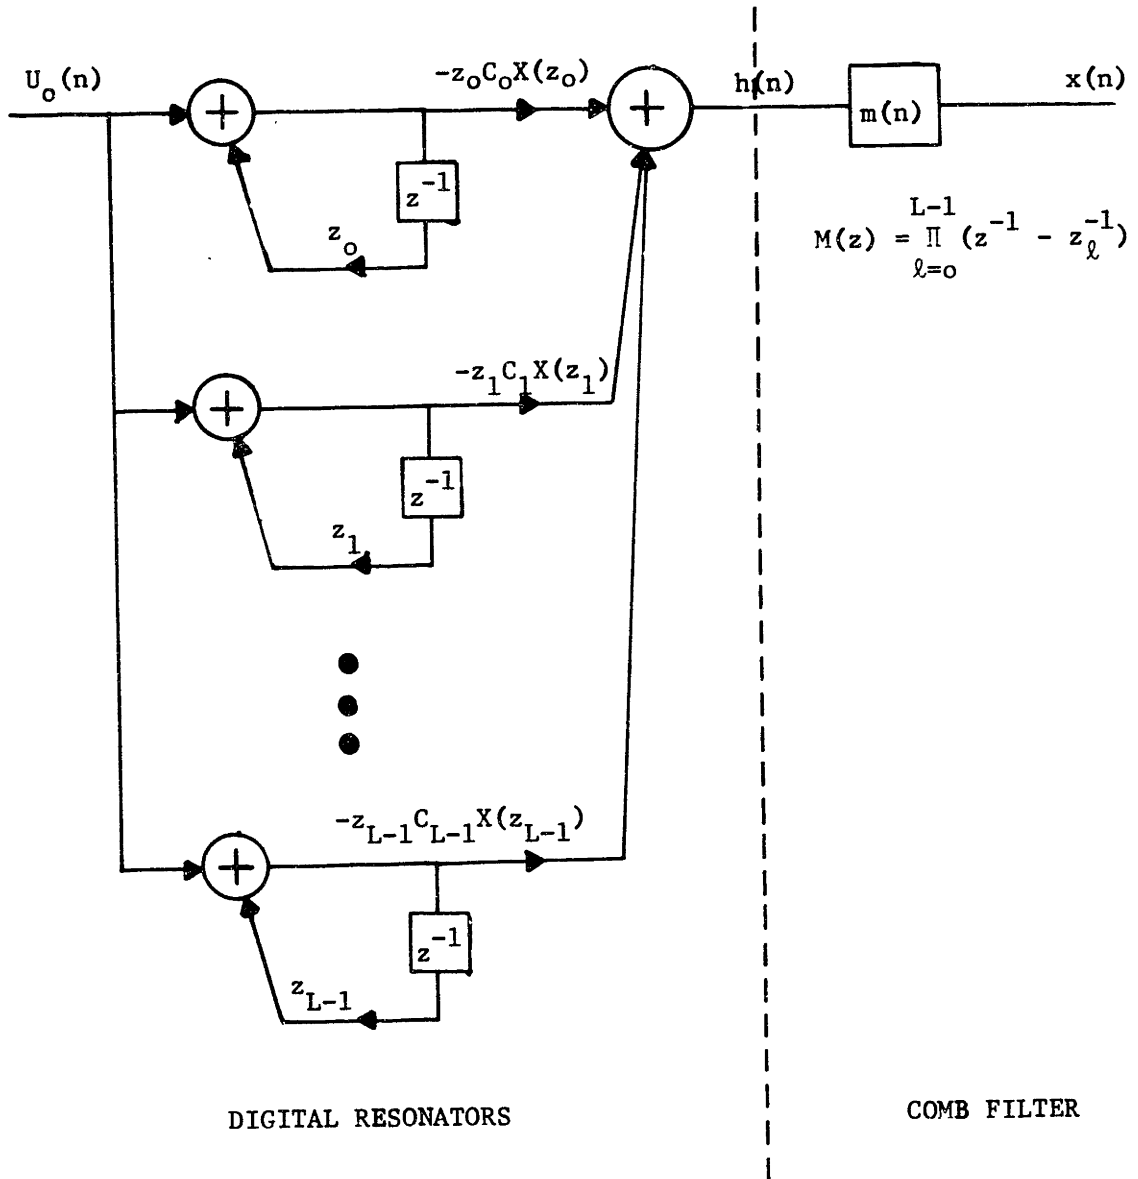 U_o(n)
-z_oC_oX(z_o)
h(n)
x(n)
+
+
m(n)
z^-1
z_o
L-1
M(z) = Π (z^-1 - z_ℓ^-1)
ℓ=o
-z_1C_1X(z_1)
+
z^-1
z_1
-z_L-1C_L-1X(z_L-1)
+
z^-1
z_L-1
DIGITAL RESONATORS
COMB FILTER